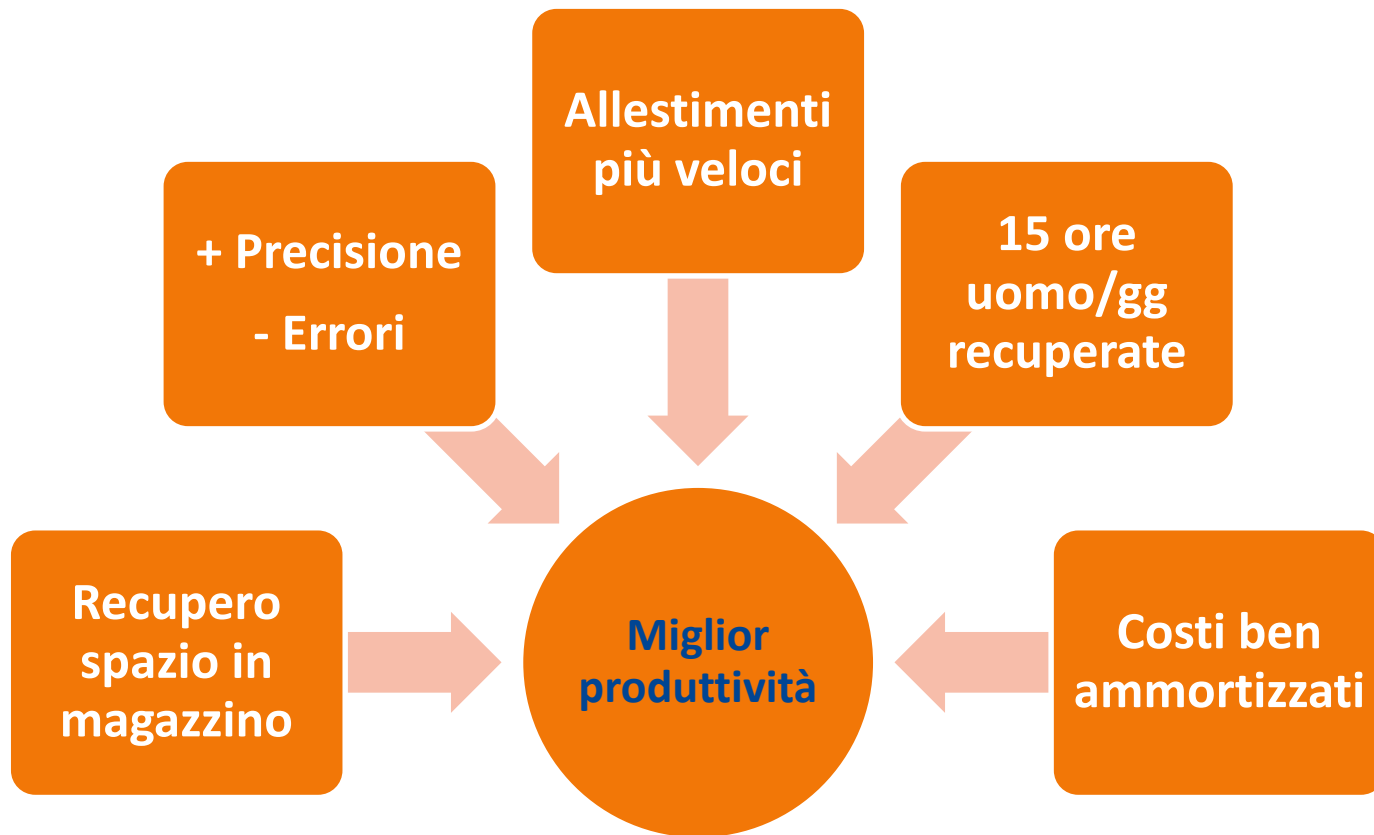 Allestimenti
più veloci
+ Precisione
- Errori
15 ore
uomo/gg
recuperate
Recupero
spazio in
magazzino
Miglior
produttività
Costi ben
ammortizzati